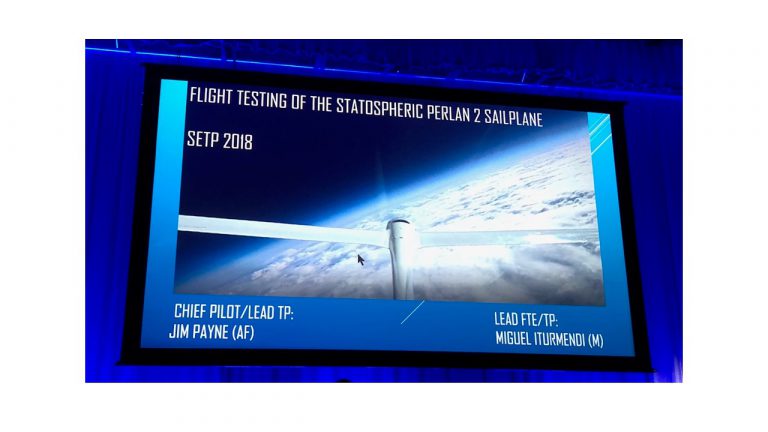 FLIGHT TESTING OF THE STATOSPHERIC PERLAN 2 SAILPLANE
SETP 2018
CHIEF PILOT/LEAD TP:
JIM PAYNE (AF)
LEAD FTE/TP:
MIGUEL ITURMENDI (M)